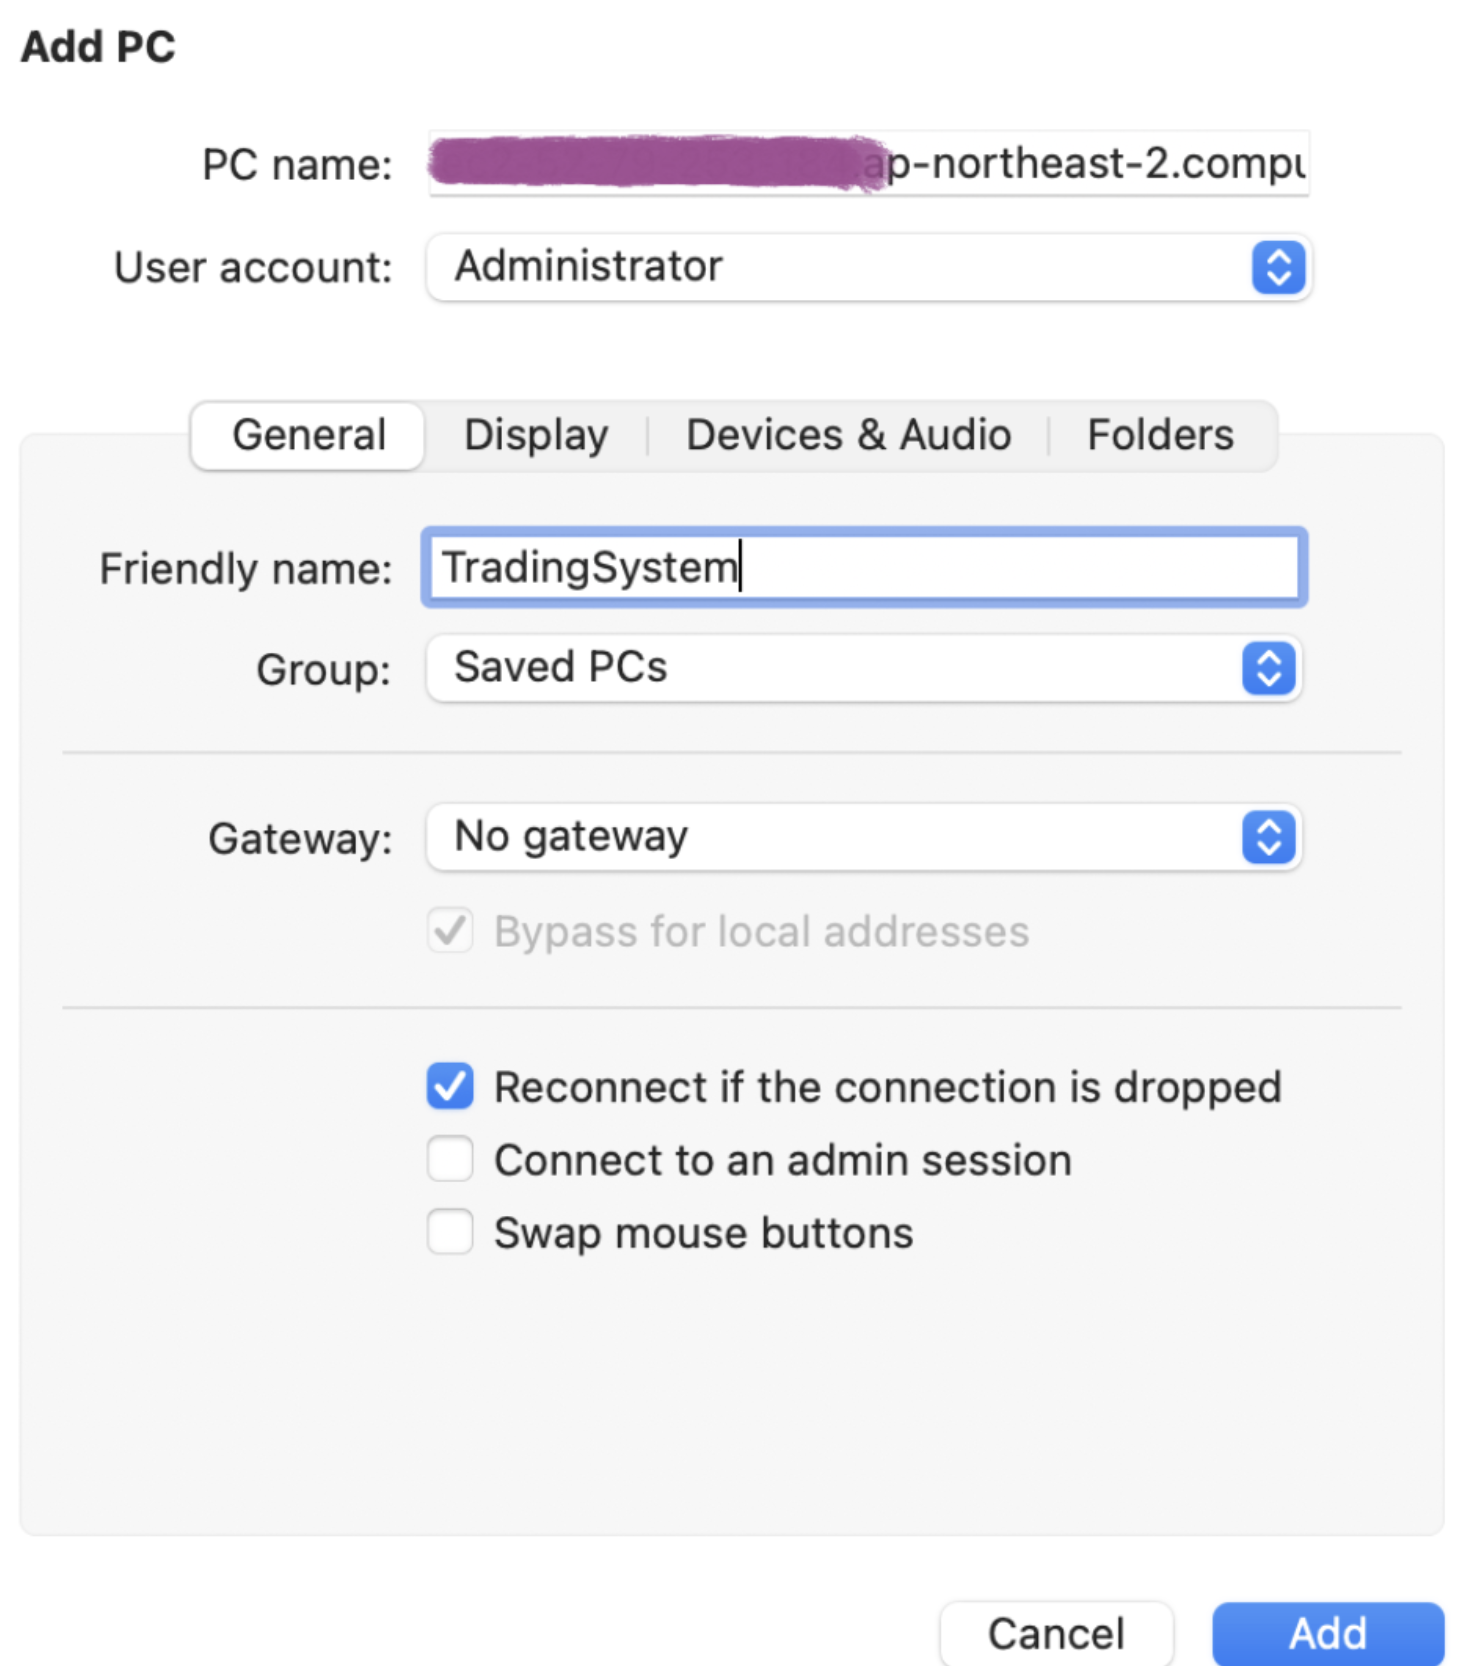 Add PC
PC name: ap-northeast-2.compu
User account: Administrator
General Display Devices & Audio Folders
Friendly name: TradingSystem
Group: Saved PCs
Gateway: No gateway
Bypass for local addresses
Reconnect if the connection is dropped
Connect to an admin session
Swap mouse buttons
Cancel Add